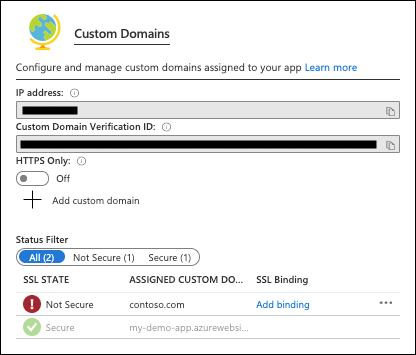 Custom Domains
Configure and manage custom domains assigned to your app Learn more
IP address:
Custom Domain Verification ID:
HTTPS Only:
Off
Add custom domain
Status Filter
All (2) Not Secure (1) Secure (1)
SSL STATE ASSIGNED CUSTOM DO... SSL Binding
Not Secure contoso.com Add binding
Secure my-demo-app.azurewebsi...